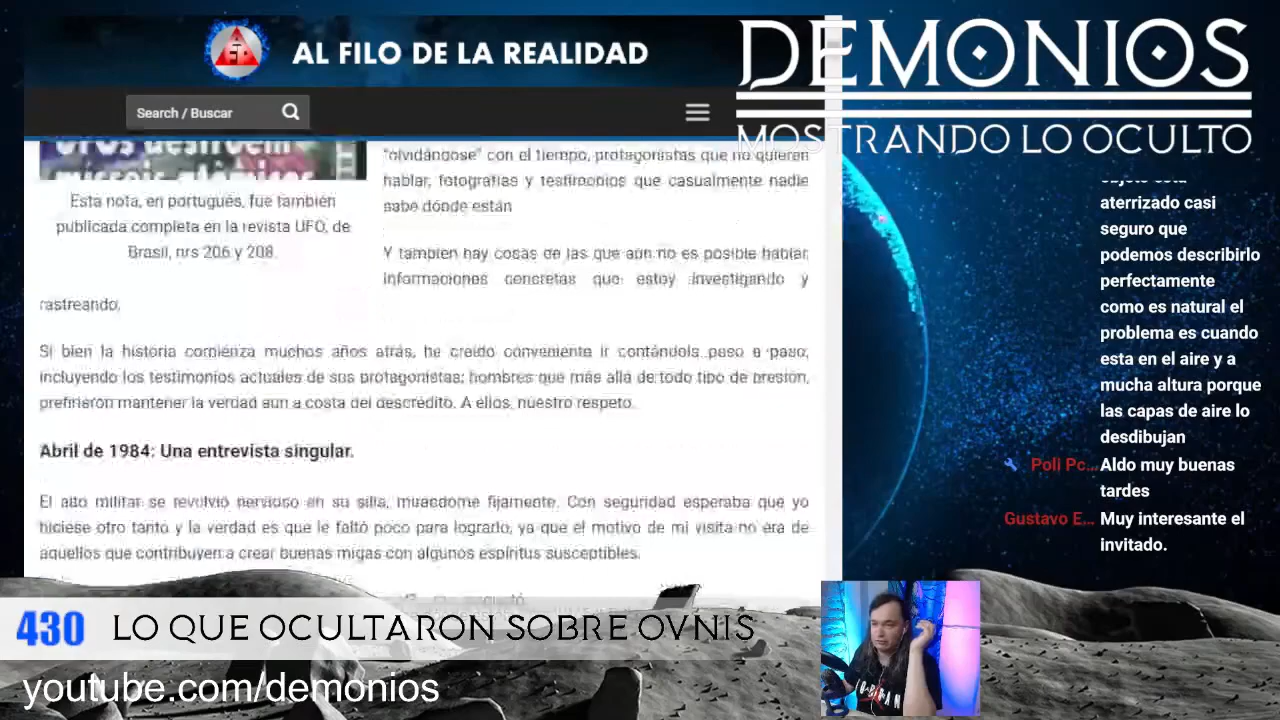 AL FILO DE LA REALIDAD
Search / Buscar
DEMONIOS
MOSTRANDO LO OCULTO
UFOs destroem
mísseis atômicos
Esta nota, en portugués, fue también
publicada completa en la revista UFO, de
Brasil, nrs 206 y 208.
"olvidándose" con el tiempo, protagonistas que no quieren
hablar, fotografías y testimonios que casualmente nadie
sabe dónde están
Y también hay cosas de las que aún no es posible hablar,
informaciones concretas que estoy investigando y
rastreando.
Si bien la historia comienza muchos años atrás, he creído conveniente ir contándola paso a paso,
incluyendo los testimonios actuales de sus protagonistas; hombres que más allá de todo tipo de presión,
prefirieron mantener la verdad aun a costa del descrédito. A ellos, nuestro respeto.
Abril de 1984: Una entrevista singular.
El alto militar se revolvió nervioso en su silla, mirándome fijamente. Con seguridad esperaba que yo
hiciese otro tanto y la verdad es que le faltó poco para lograrlo, ya que el motivo de mi visita no era de
aquellos que contribuyen a crear buenas migas con algunos espíritus susceptibles.
objeto está
aterrizado casi
seguro que
podemos describirlo
perfectamente
como es natural el
problema es cuando
esta en el aire y a
mucha altura porque
las capas de aire lo
desdibujan
Poli Pc... Aldo muy buenas
tardes
Gustavo E... Muy interesante el
invitado.
430 LO QUE OCULTARON SOBRE OVNIS
youtube.com/demonios